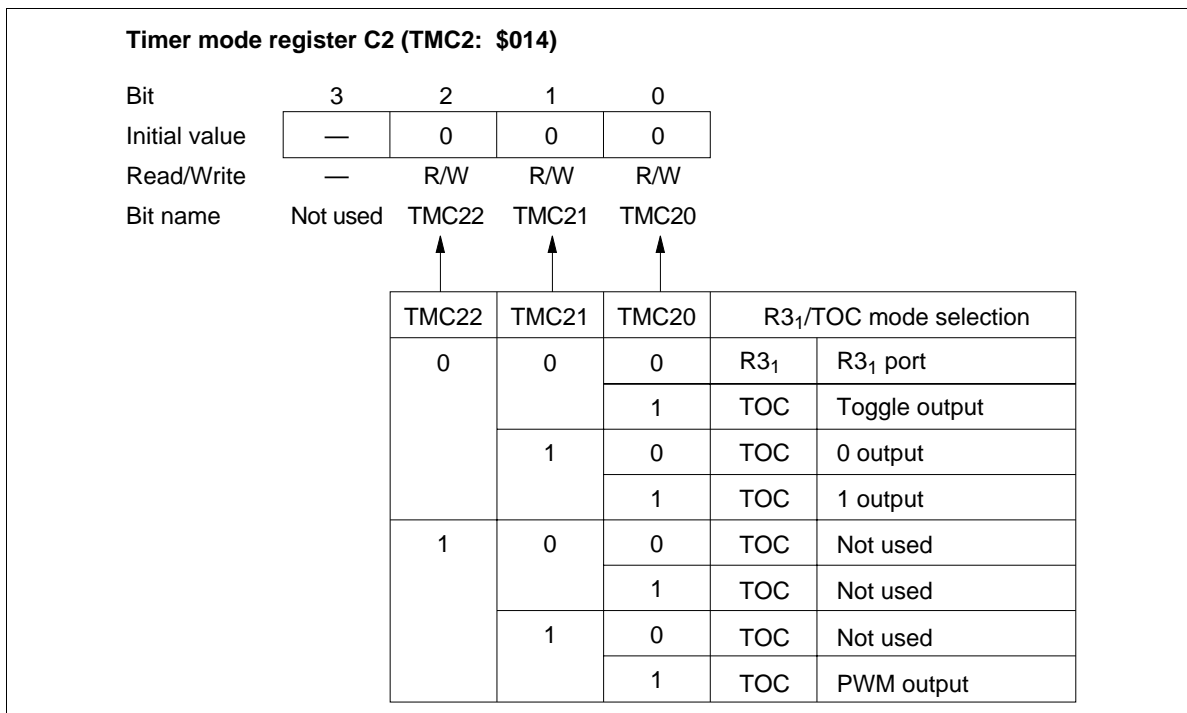 Timer mode register C2 (TMC2: $014)
Bit 3 2 1 0
Initial value — 0 0 0
Read/Write — R/W R/W R/W
Bit name Not used TMC22 TMC21 TMC20
TMC22 TMC21 TMC20 R3₁/TOC mode selection
0 0 0 R3₁ R3₁ port
1 TOC Toggle output
1 0 TOC 0 output
1 TOC 1 output
1 0 0 TOC Not used
1 TOC Not used
1 0 TOC Not used
1 TOC PWM output